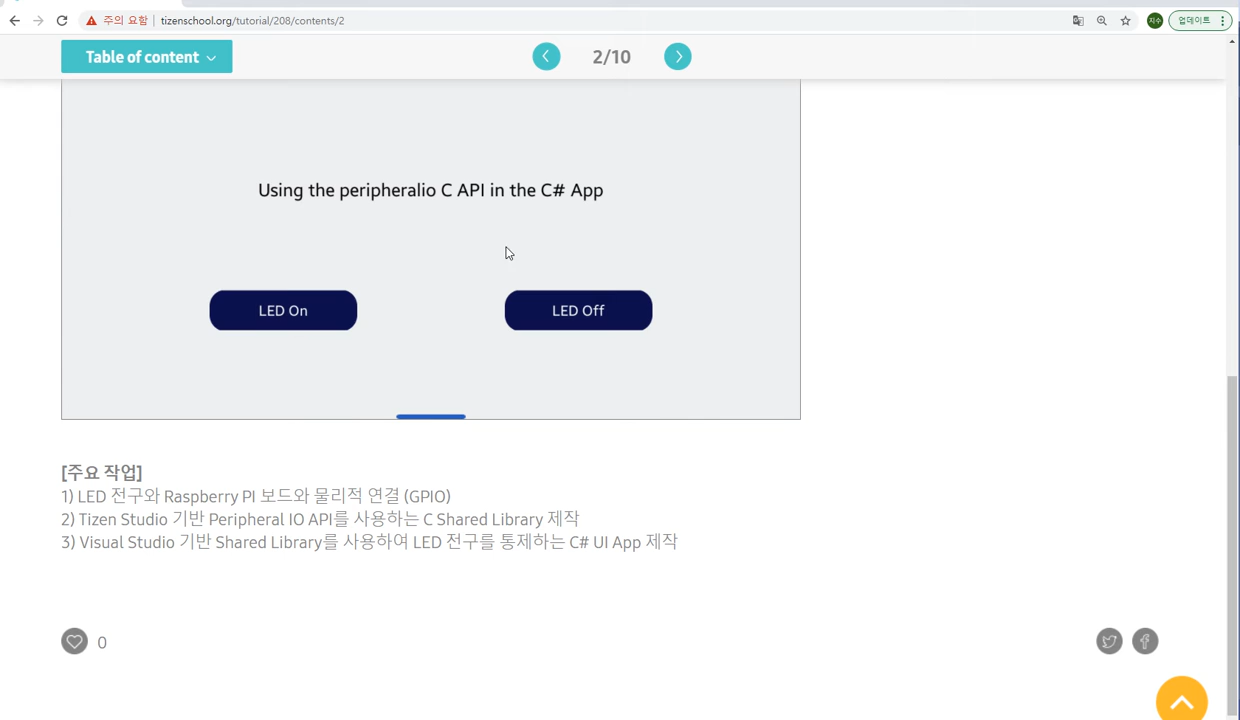 주의 요함
tizenschool.org/tutorial/208/contents/2
지수
업데이트
Table of content
2/10
Using the peripheralio C API in the C# App
LED On
LED Off
[주요 작업]
1) LED 전구와 Raspberry PI 보드와 물리적 연결 (GPIO)
2) Tizen Studio 기반 Peripheral IO API를 사용하는 C Shared Library 제작
3) Visual Studio 기반 Shared Library를 사용하여 LED 전구를 통제하는 C# UI App 제작
0